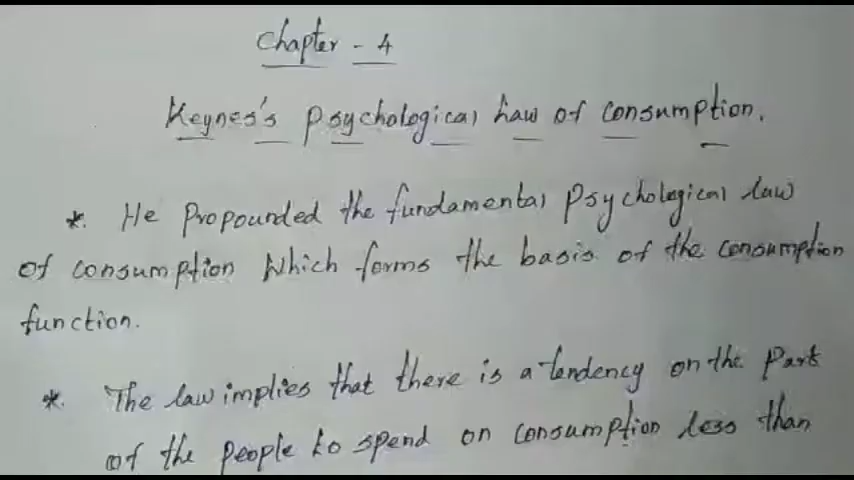 Chapter - 4
Keynes's Psychological Law of Consumption.
*. He Propounded the fundamental Psychological law
of consumption Which forms the basis of the consumption
function.
*. The law implies that there is a tendency on the Part
of the people to spend on consumption less than